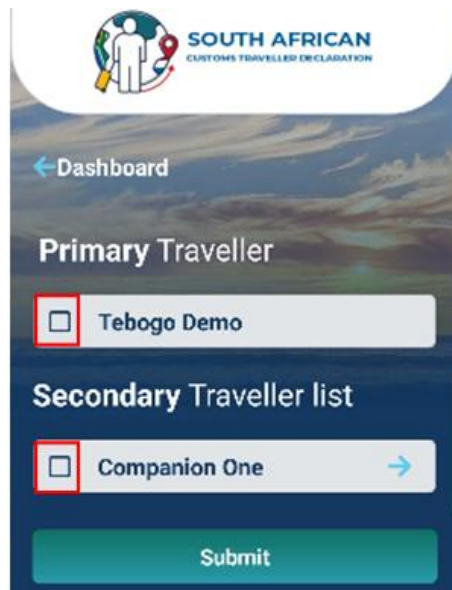 SOUTH AFRICAN
CUSTOMS TRAVELLER DECLARATION
Dashboard
Primary Traveller
Tebogo Demo
Secondary Traveller list
Companion One
Submit